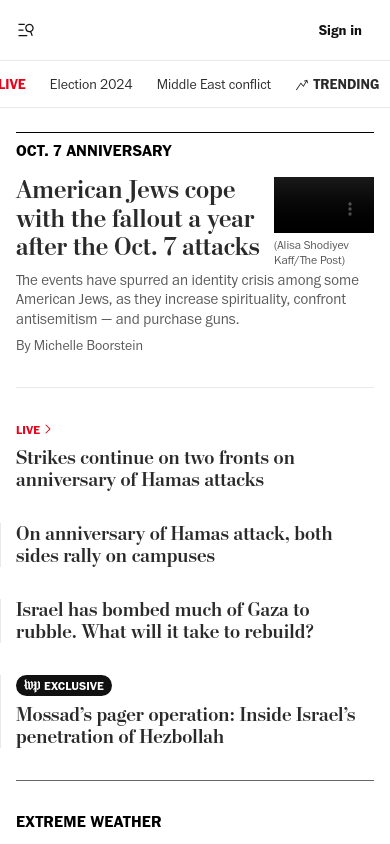 Sign in
LIVE
Election 2024
Middle East conflict
TRENDING
OCT. 7 ANNIVERSARY
American Jews cope
with the fallout a year
after the Oct. 7 attacks
(Alisa Shodiyev
Kaff/The Post)
The events have spurred an identity crisis among some
American Jews, as they increase spirituality, confront
antisemitism — and purchase guns.
By Michelle Boorstein
LIVE
Strikes continue on two fronts on
anniversary of Hamas attacks
On anniversary of Hamas attack, both
sides rally on campuses
Israel has bombed much of Gaza to
rubble. What will it take to rebuild?
wp EXCLUSIVE
Mossad’s pager operation: Inside Israel’s
penetration of Hezbollah
EXTREME WEATHER